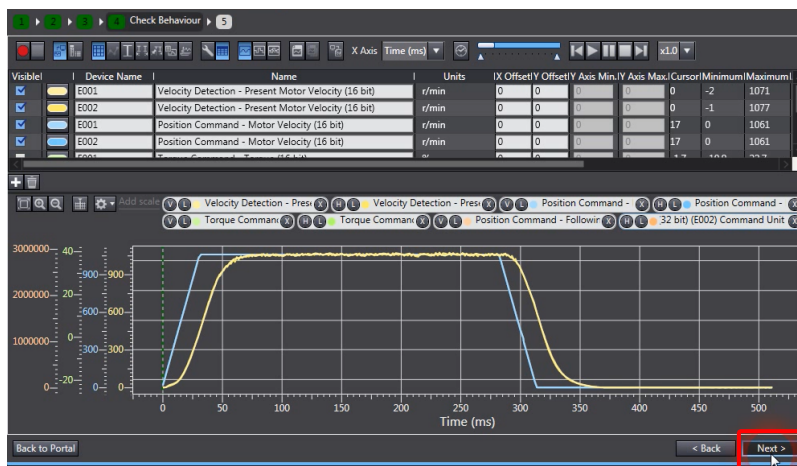 1 2 3 4 Check Behaviour 5
X Axis Time (ms) x1.0
Visible Device Name Name Units X Offset Y Offset Y Axis Min. Y Axis Max. Cursor Minimum Maximum
E001 Velocity Detection - Present Motor Velocity (16 bit) r/min 0 0 0 0 0 -2 1071
E002 Velocity Detection - Present Motor Velocity (16 bit) r/min 0 0 0 0 0 -1 1077
E001 Position Command - Motor Velocity (16 bit) r/min 0 0 0 0 17 0 1061
E002 Position Command - Motor Velocity (16 bit) r/min 0 0 0 0 17 0 1061
Add scale V L Velocity Detection - Prese X H L Velocity Detection - Prese X V L Position Command - X H L Position Command - X
V L Torque Comman X H L Torque Comman X V L Position Command - Followir X H L 32 bit) (E002) Command Unit X
3000000 40
900 900
2000000 20
600 600
1000000 0
300 300
0 -20 0 0
0 50 100 150 200 250 300 350 400 450 500
Time (ms)
Back to Portal < Back Next >